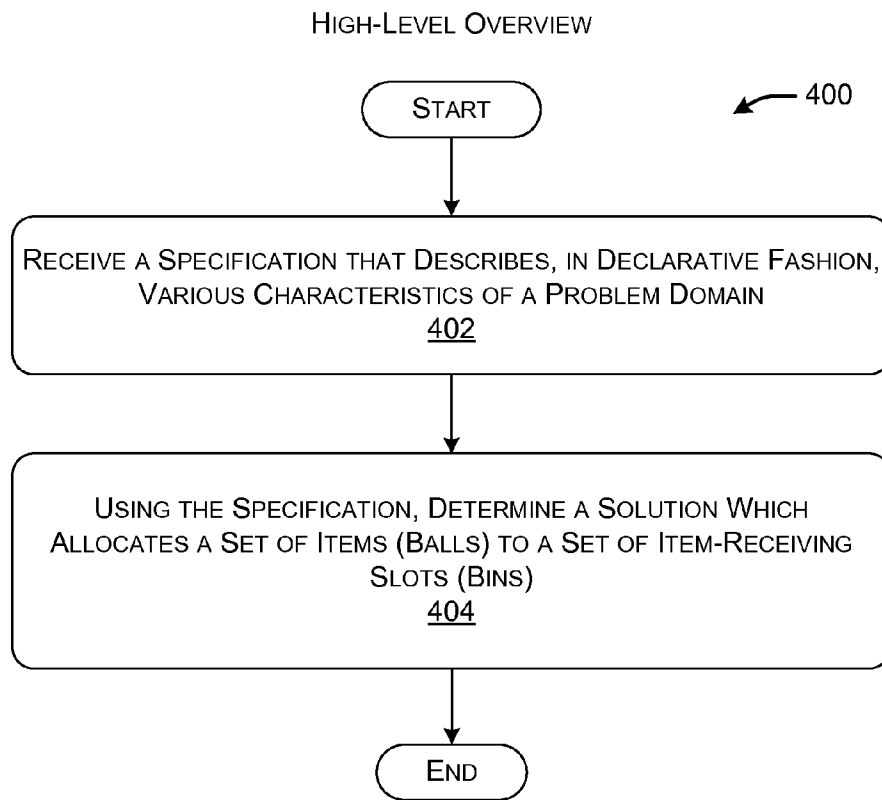 HIGH-LEVEL OVERVIEW
START
400
RECEIVE A SPECIFICATION THAT DESCRIBES, IN DECLARATIVE FASHION,
VARIOUS CHARACTERISTICS OF A PROBLEM DOMAIN
402
USING THE SPECIFICATION, DETERMINE A SOLUTION WHICH
ALLOCATES A SET OF ITEMS (BALLS) TO A SET OF ITEM-RECEIVING
SLOTS (BINS)
404
END